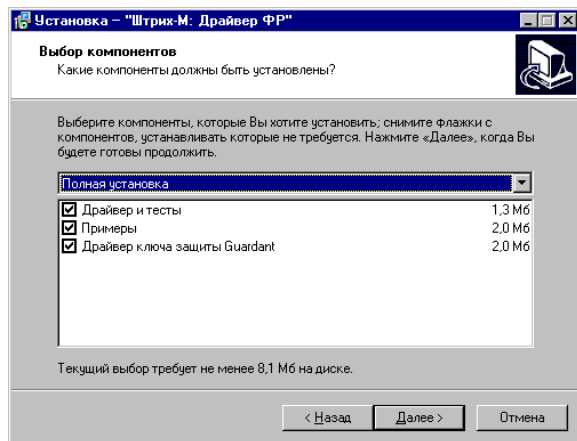 Установка – "Штрих-М: Драйвер ФР"
Выбор компонентов
Какие компоненты должны быть установлены?
Выберите компоненты, которые Вы хотите установить; снимите флажки с
компонентов, устанавливать которые не требуется. Нажмите «Далее», когда Вы
будете готовы продолжить.
Полная установка
Драйвер и тесты 1,3 Мб
Примеры 2,0 Мб
Драйвер ключа защиты Guardant 2,0 Мб
Текущий выбор требует не менее 8,1 Мб на диске.
< Назад Далее > Отмена